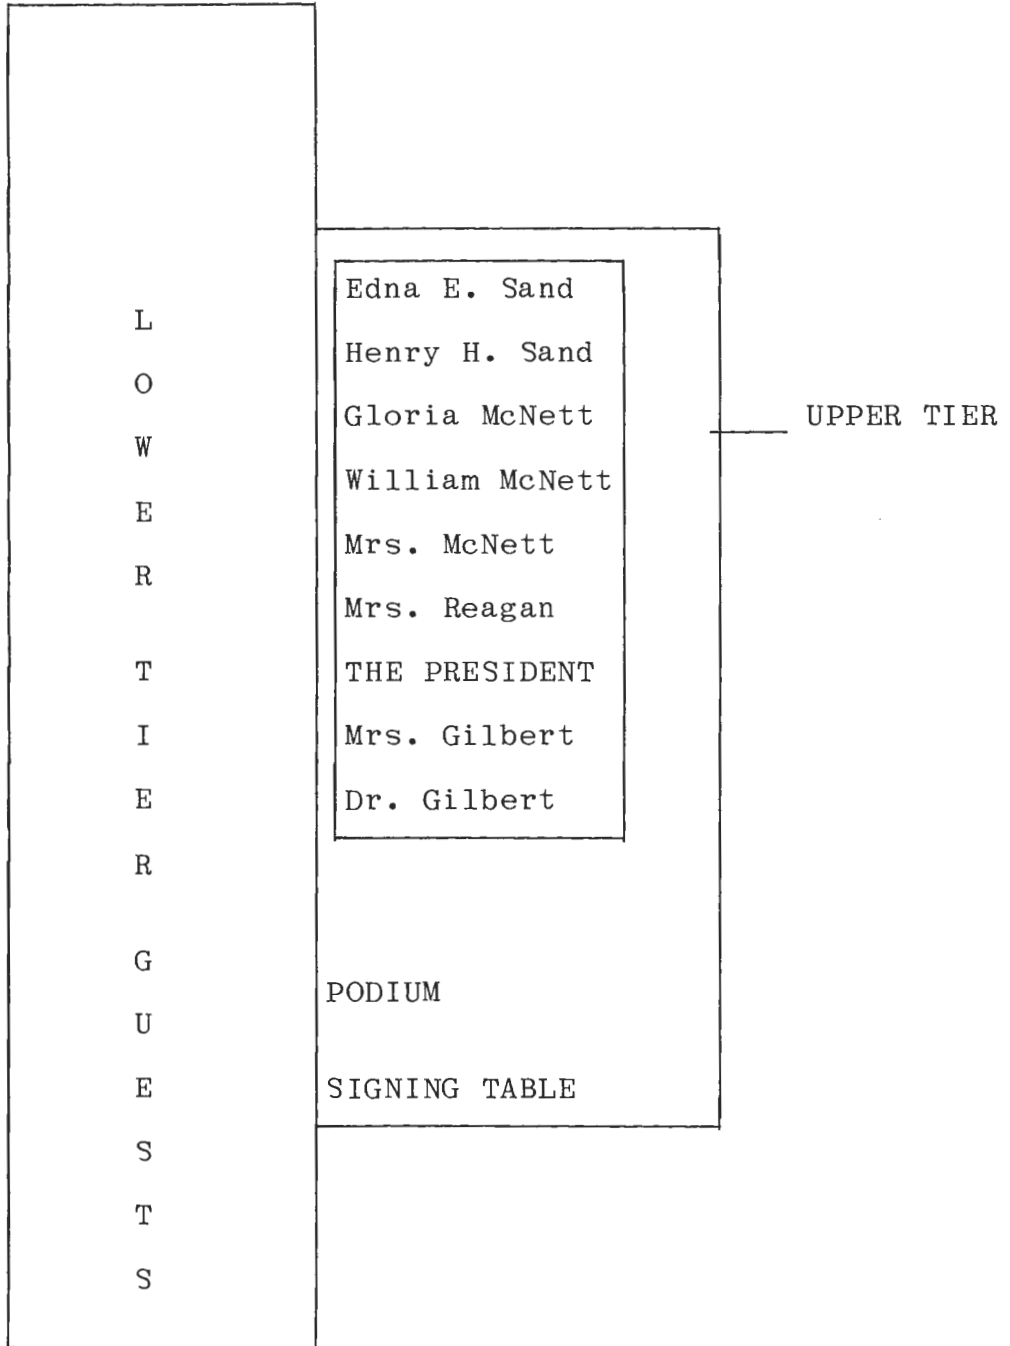 LOWER TIER GUESTS
Edna E. Sand
Henry H. Sand
Gloria McNett
William McNett
Mrs. McNett
Mrs. Reagan
THE PRESIDENT
Mrs. Gilbert
Dr. Gilbert
PODIUM
SIGNING TABLE
UPPER TIER